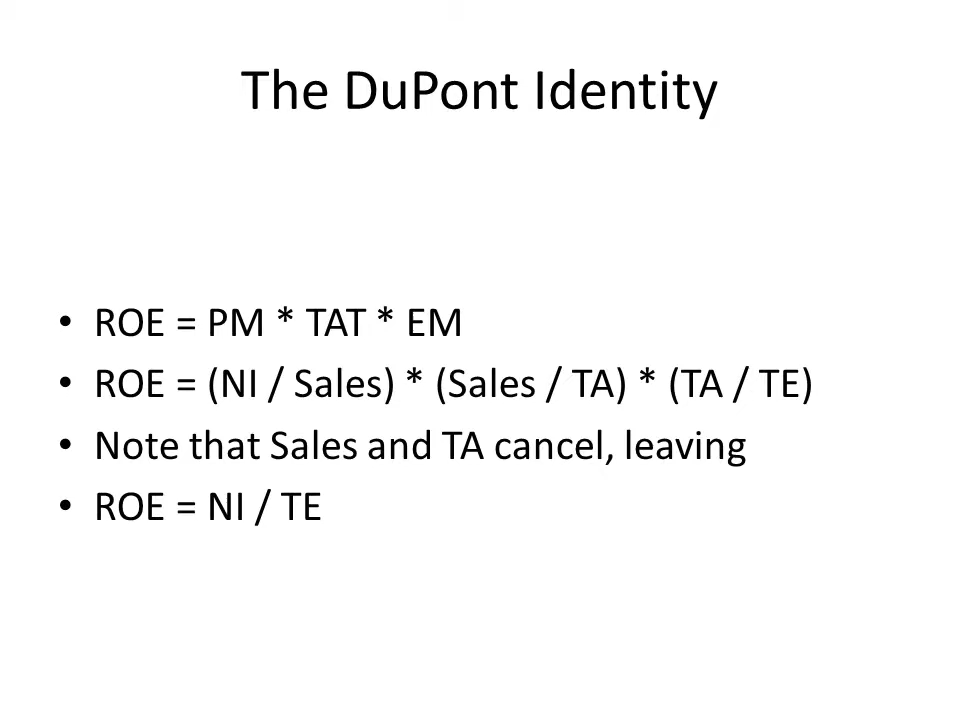 The DuPont Identity
• ROE = PM * TAT * EM
• ROE = (NI / Sales) * (Sales / TA) * (TA / TE)
• Note that Sales and TA cancel, leaving
• ROE = NI / TE